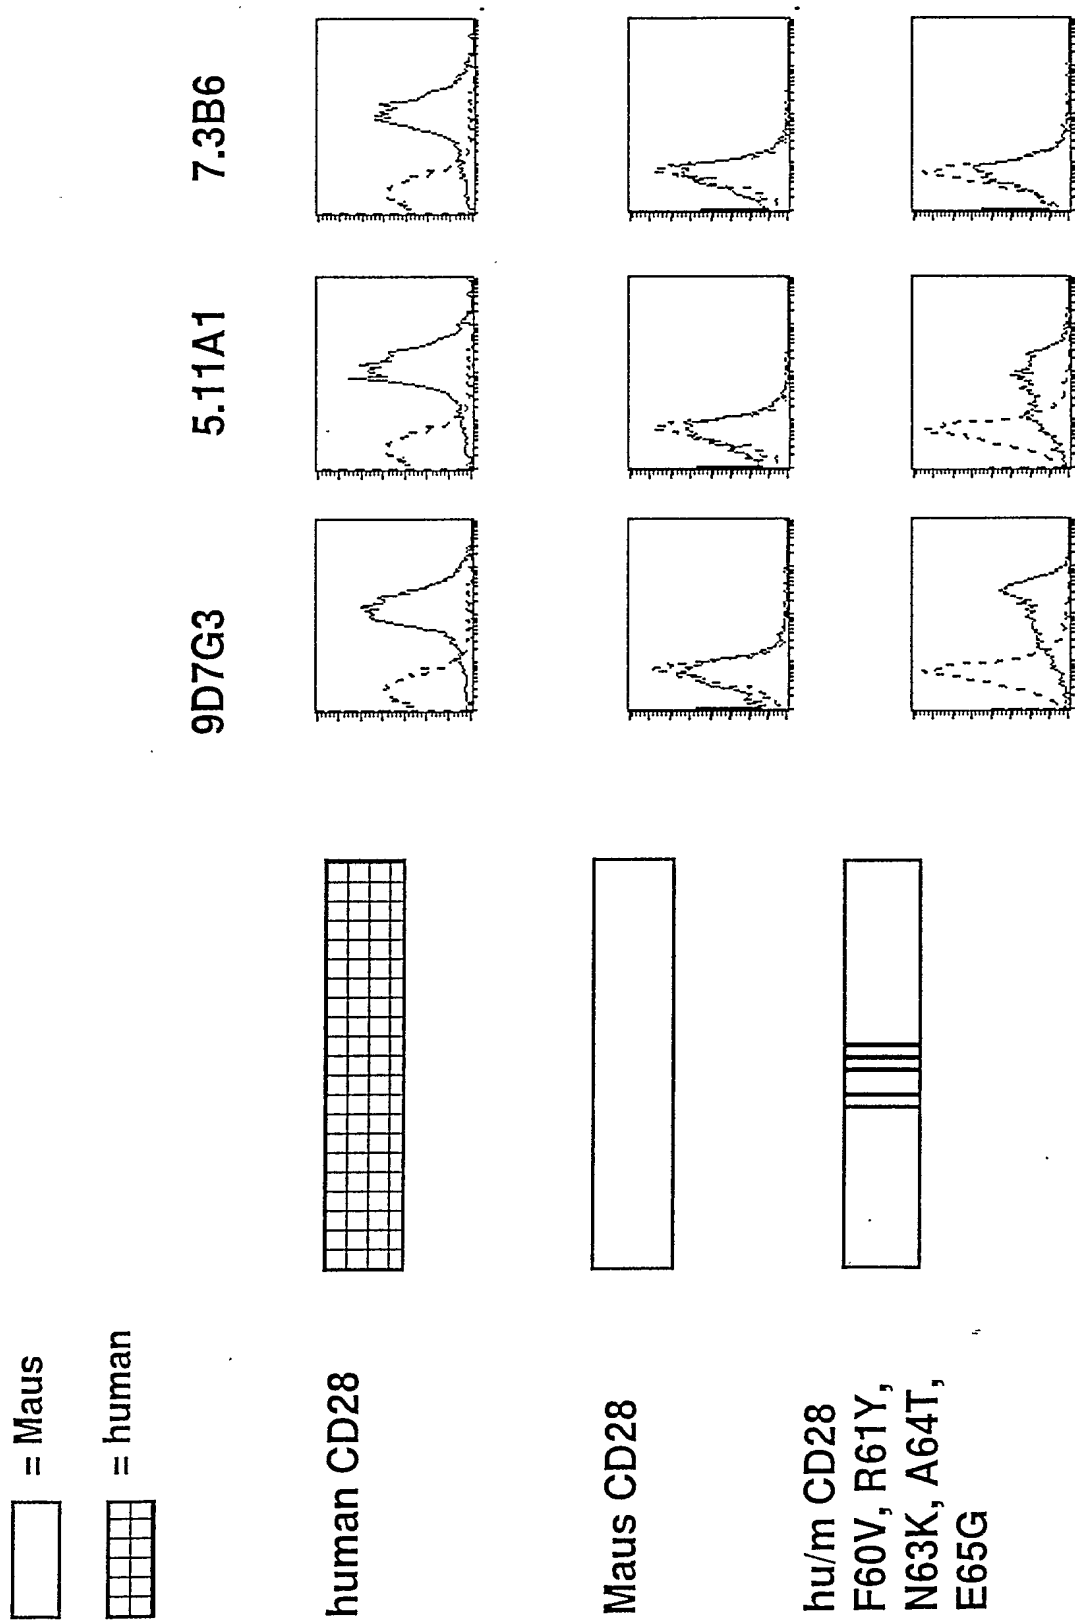 = Maus
= human
9D7G3 5.11A1 7.3B6
human CD28
Maus CD28
hu/m CD28
F60V, R61Y,
N63K, A64T,
E65G